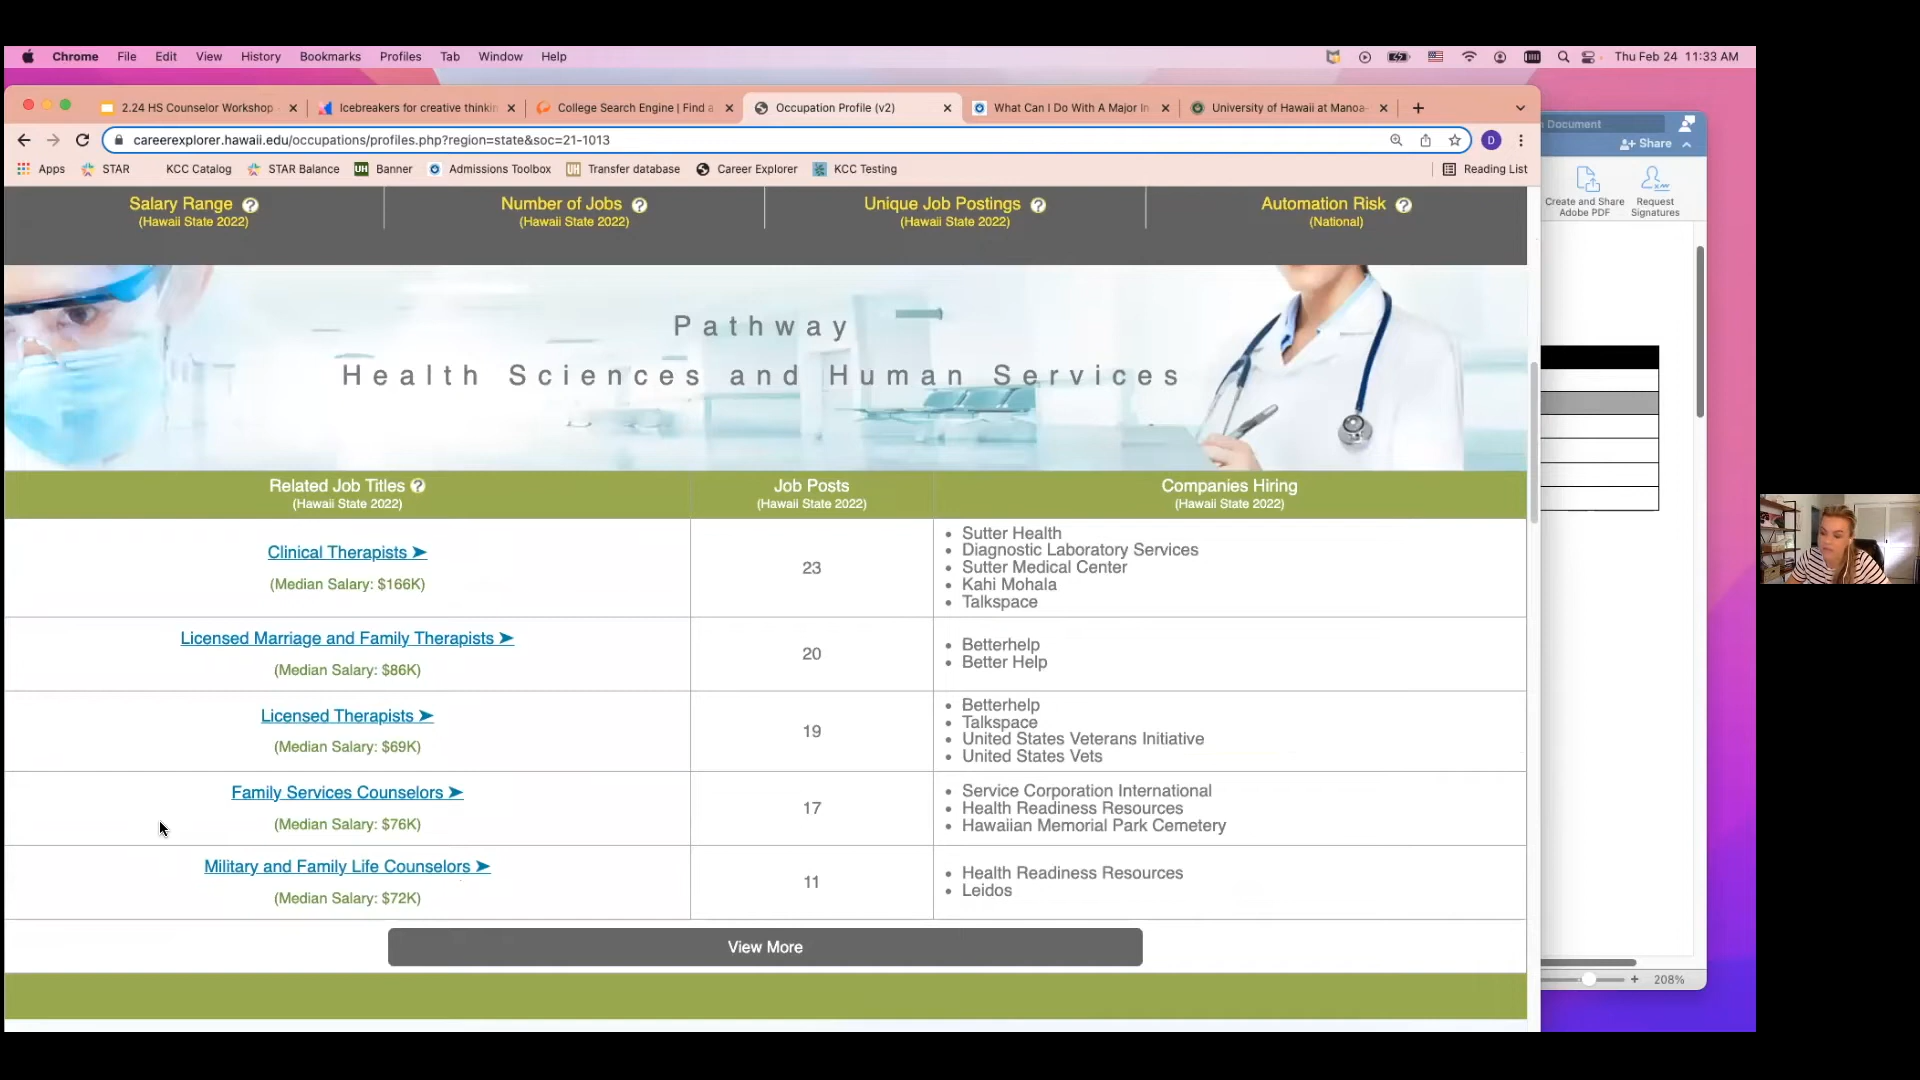 Chrome File Edit View History Bookmarks Profiles Tab Window Help Thu Feb 24 11:33 AM
2.24 HS Counselor Workshop
Icebreakers for creative thinkin
College Search Engine | Find a
Occupation Profile (v2)
What Can I Do With A Major In
University of Hawaii at Manoa
careerexplorer.hawaii.edu/occupations/profiles.php?region=state&soc=21-1013
D
Apps STAR KCC Catalog STAR Balance Banner Admissions Toolbox Transfer database Career Explorer KCC Testing Reading List
Document
Share
Create and Share
Adobe PDF
Request
Signatures
Salary Range ?
(Hawaii State 2022)
Number of Jobs ?
(Hawaii State 2022)
Unique Job Postings ?
(Hawaii State 2022)
Automation Risk ?
(National)
Pathway
Health Sciences and Human Services
Related Job Titles ?
(Hawaii State 2022)
Job Posts
(Hawaii State 2022)
Companies Hiring
(Hawaii State 2022)
Clinical Therapists ➤
(Median Salary: $166K)
23
• Sutter Health
• Diagnostic Laboratory Services
• Sutter Medical Center
• Kahi Mohala
• Talkspace
Licensed Marriage and Family Therapists ➤
(Median Salary: $86K)
20
• Betterhelp
• Better Help
Licensed Therapists ➤
(Median Salary: $69K)
19
• Betterhelp
• Talkspace
• United States Veterans Initiative
• United States Vets
Family Services Counselors ➤
(Median Salary: $76K)
17
• Service Corporation International
• Health Readiness Resources
• Hawaiian Memorial Park Cemetery
Military and Family Life Counselors ➤
(Median Salary: $72K)
11
• Health Readiness Resources
• Leidos
View More
208%